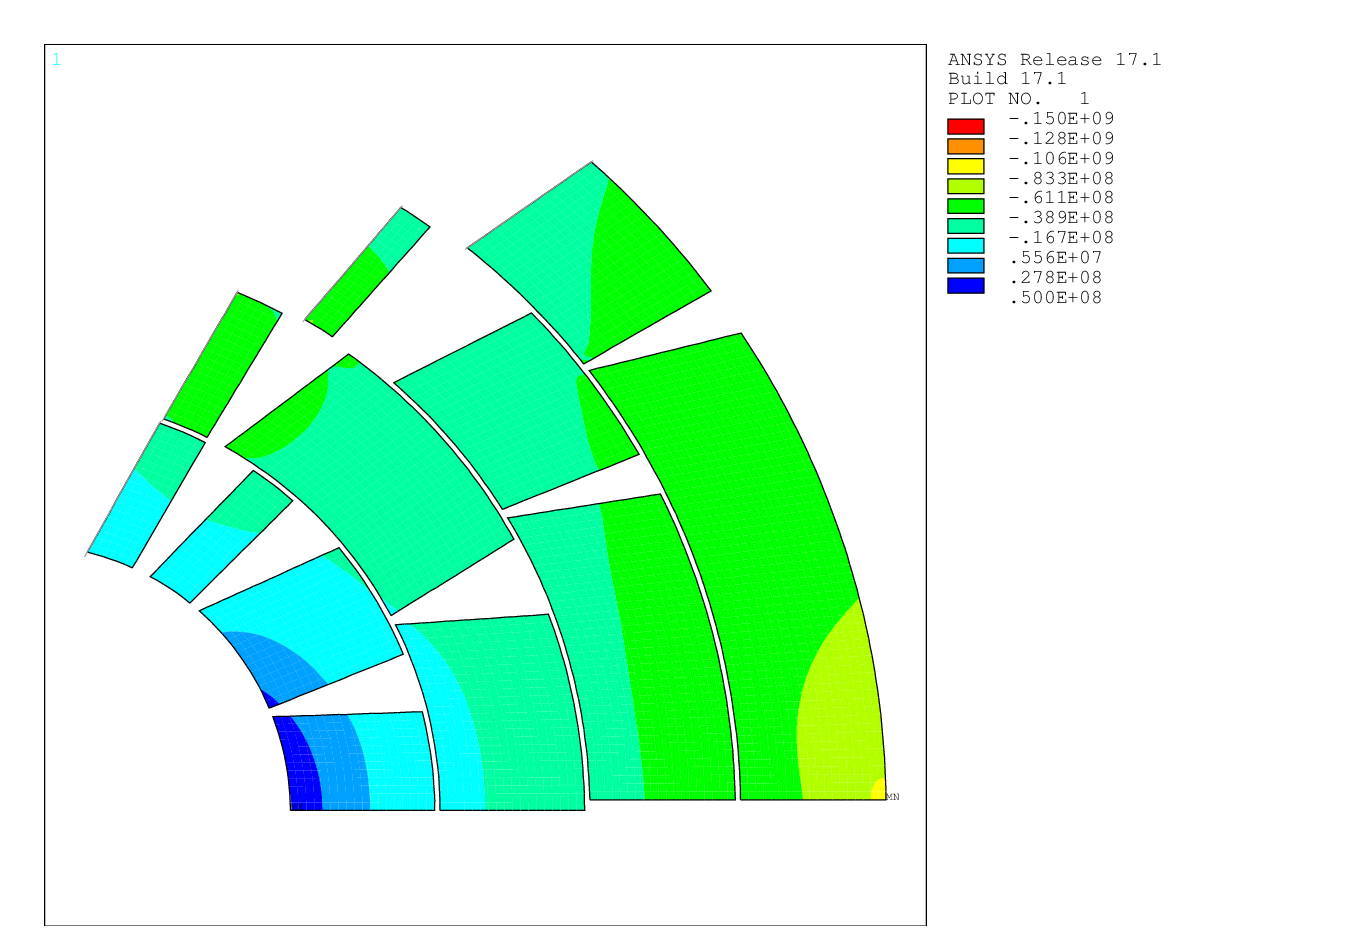 1
ANSYS Release 17.1
Build 17.1
PLOT NO. 1
-.150E+09
-.128E+09
-.106E+09
-.833E+08
-.611E+08
-.389E+08
-.167E+08
.556E+07
.278E+08
.500E+08
MN